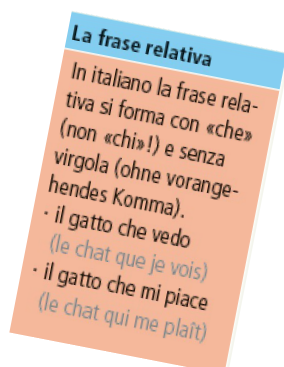 La frase relativa
In italiano la frase rela-
tiva si forma con «che»
(non «chi»!) e senza
virgola (ohne vorange-
hendes Komma).
· il gatto che vedo
(le chat que je vois)
· il gatto che mi piace
(le chat qui me plaît)